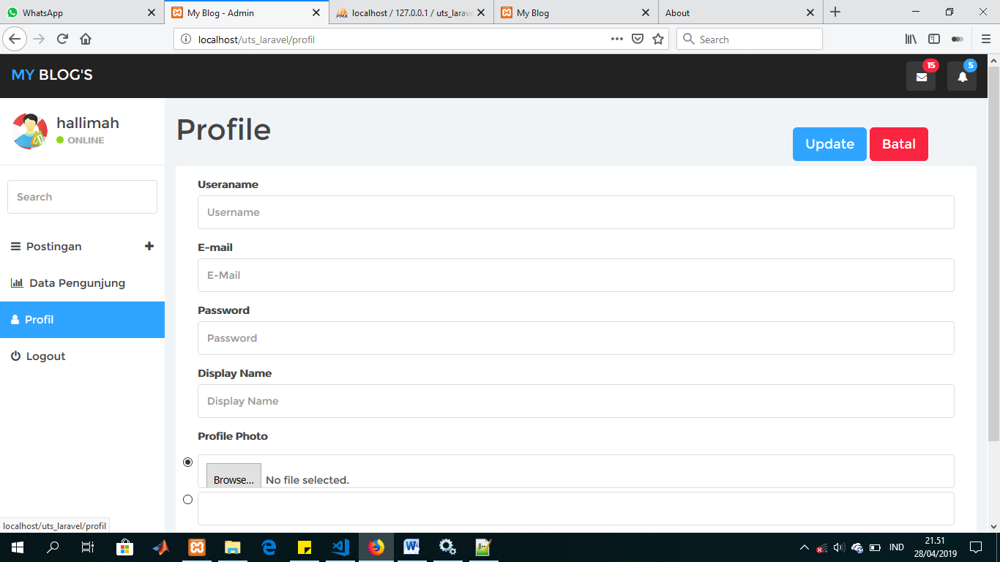 WhatsApp
My Blog - Admin
localhost / 127.0.0.1 / uts_larave
My Blog
About
localhost/uts_laravel/profil
Search
MY BLOG'S
15
5
hallimah
ONLINE
Profile
Update
Batal
Search
Postingan
Data Pengunjung
Profil
Logout
Useraname
Username
E-mail
E-Mail
Password
Password
Display Name
Display Name
Profile Photo
Browse... No file selected.
localhost/uts_laravel/profil
IND
21.51
28/04/2019